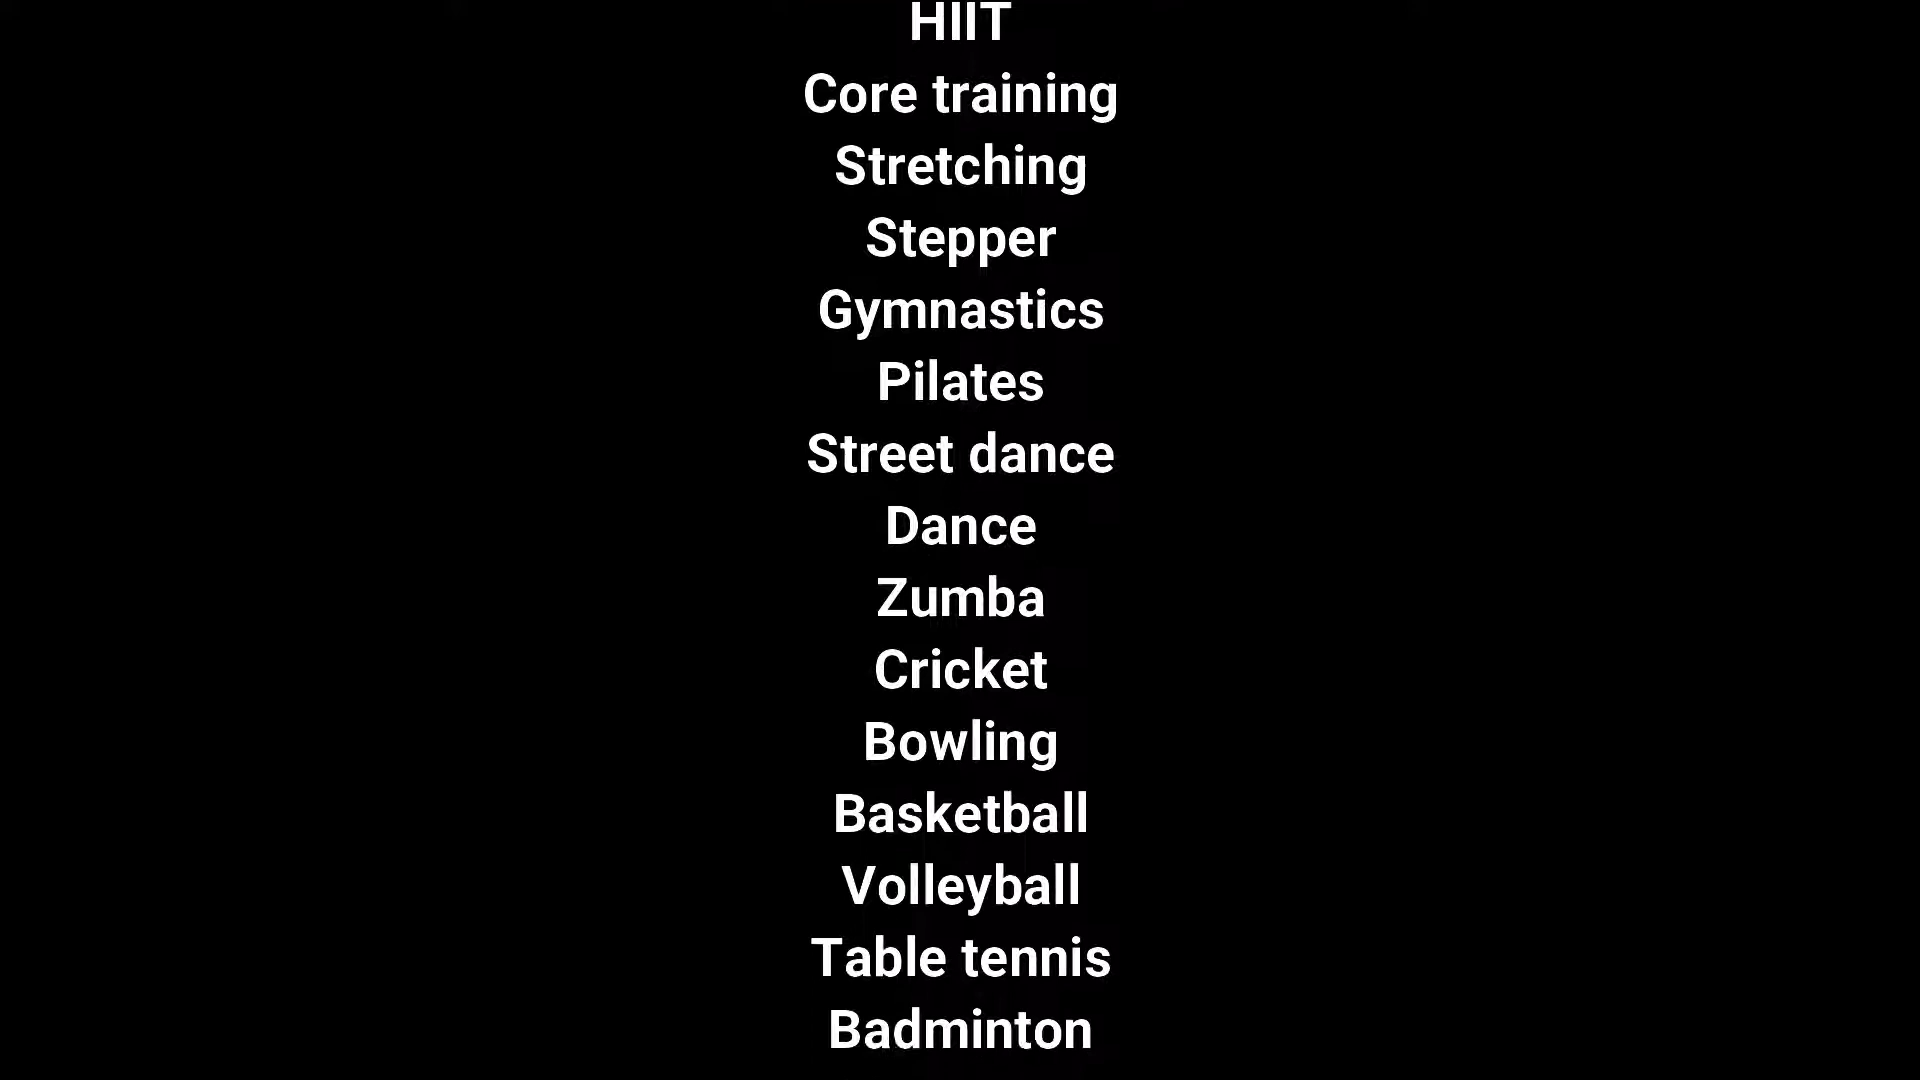 HIIT
Core training
Stretching
Stepper
Gymnastics
Pilates
Street dance
Dance
Zumba
Cricket
Bowling
Basketball
Volleyball
Table tennis
Badminton